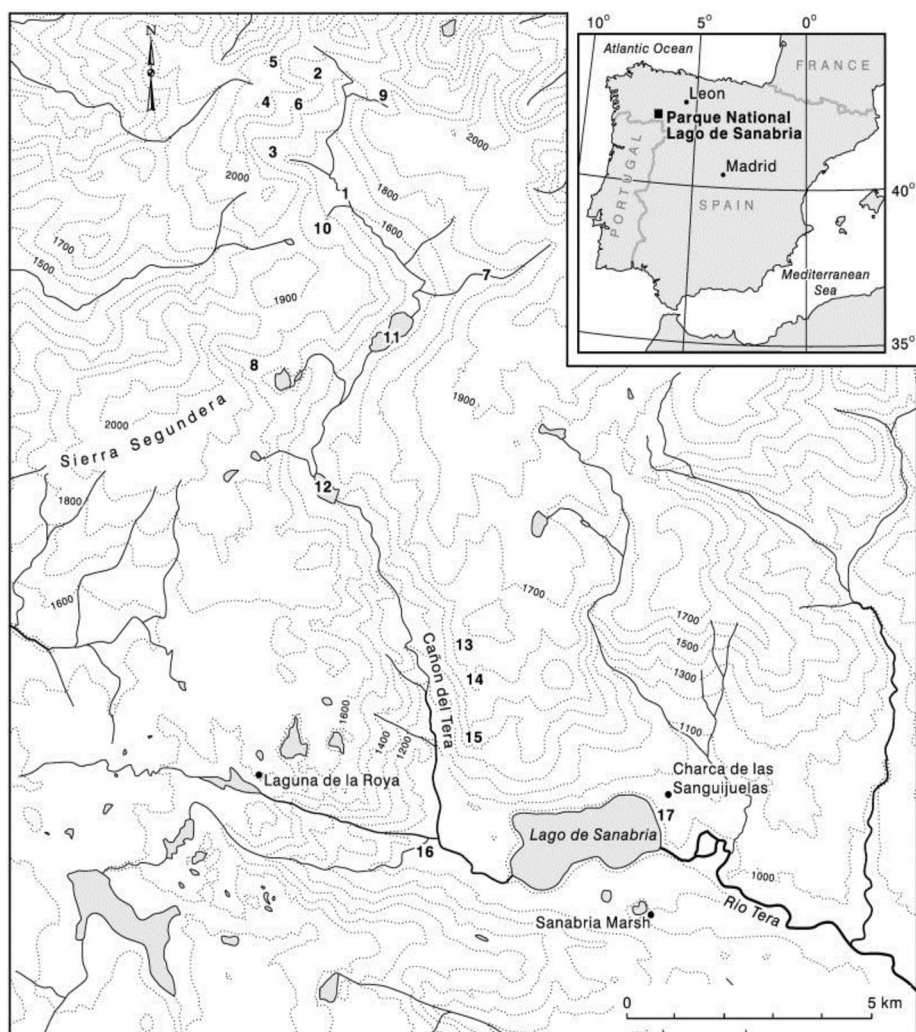 N
10°
5°
0°
Atlantic Ocean
FRANCE
Leon
Parque National
Lago de Sanabria
PORTUGAL
Madrid
SPAIN
40°
Mediterranean
Sea
35°
5
2
9
4
6
2000
3
2000
1
1800
10
1600
1700
1500
7
1900
11
8
1900
2000
Sierra Segundera
12
1800
1700
1600
1700
13
1500
Cañon del Tera
14
1300
1600
15
1400
1200
1100
Laguna de la Roya
Charca de las
Sanguijuelas
17
Lago de Sanabria
16
1000
Rio Tera
Sanabria Marsh
0
5 km